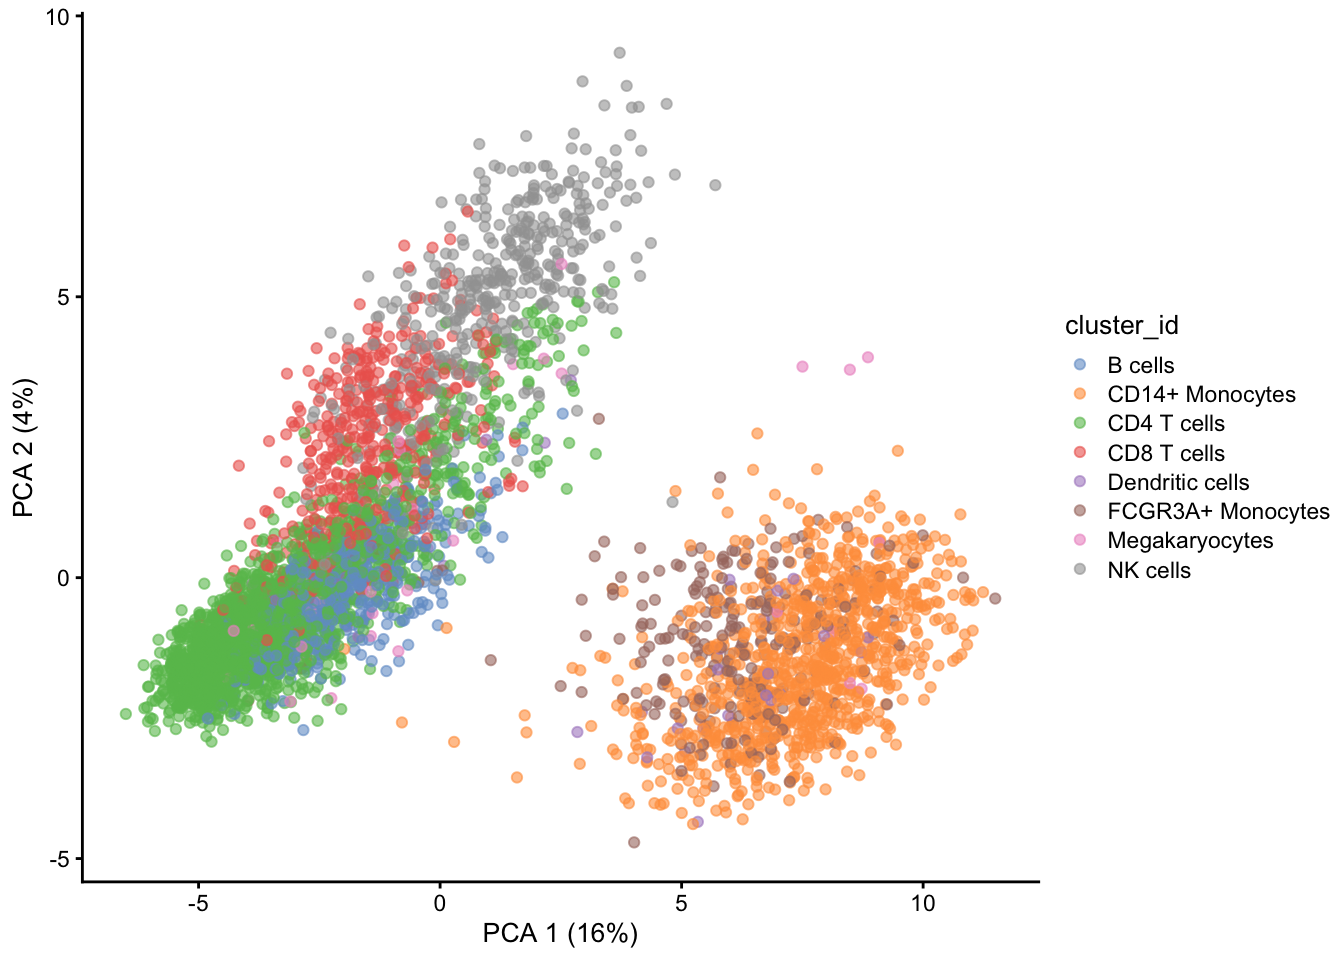 10
5
0
-5
PCA 2 (4%)
-5
0
5
10
PCA 1 (16%)
cluster_id
B cells
CD14+ Monocytes
CD4 T cells
CD8 T cells
Dendritic cells
FCGR3A+ Monocytes
Megakaryocytes
NK cells